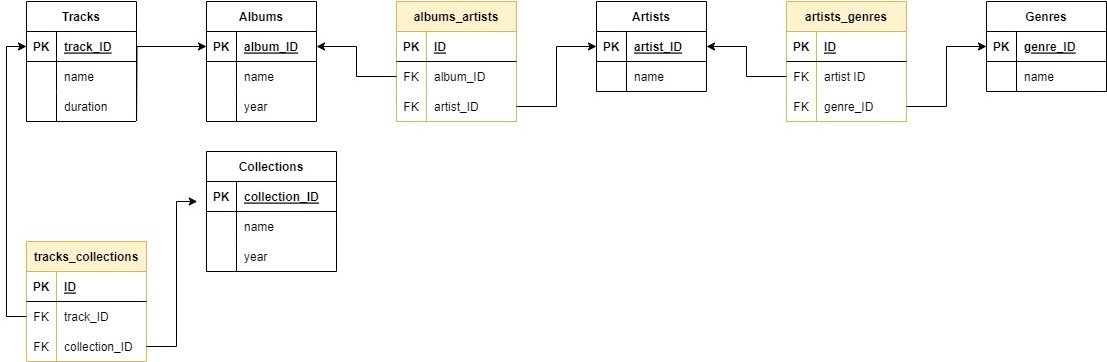 Tracks
PK track_ID
name
duration
Albums
PK album_ID
name
year
albums_artists
PK ID
FK album_ID
FK artist_ID
Artists
PK artist_ID
name
artists_genres
PK ID
FK artist ID
FK genre_ID
Genres
PK genre_ID
name
Collections
PK collection_ID
name
year
tracks_collections
PK ID
FK track_ID
FK collection_ID